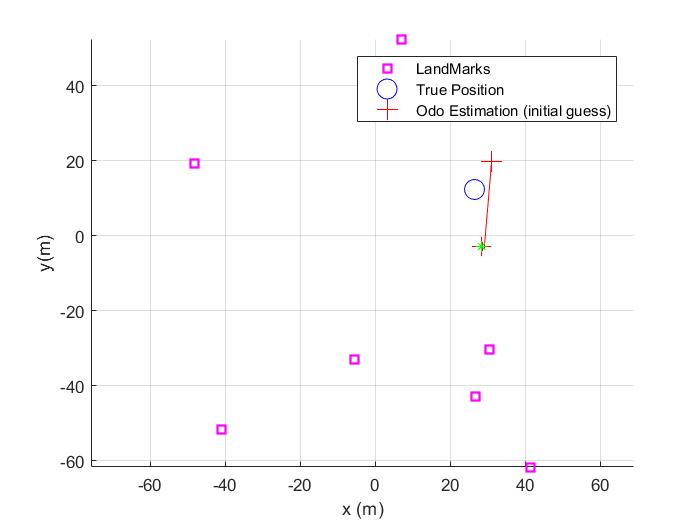 LandMarks
True Position
Odo Estimation (initial guess)
40
20
0
-20
-40
-60
y(m)
-60
-40
-20
0
20
40
60
x (m)